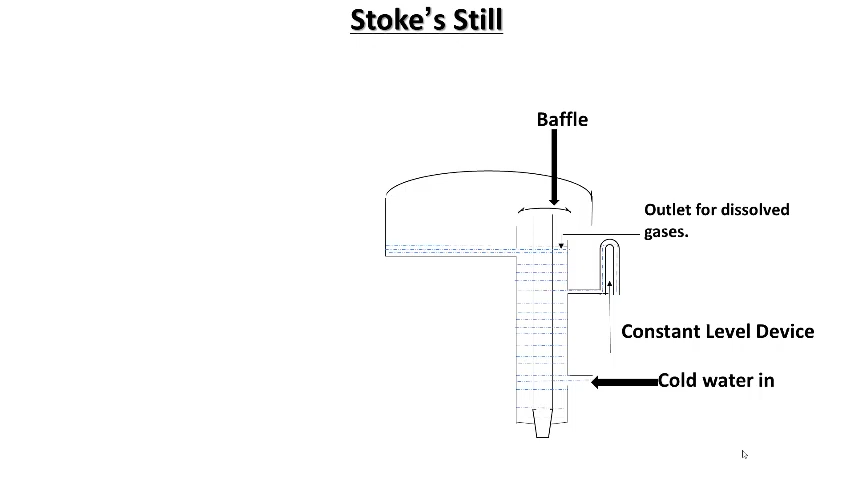 Stoke’s Still
Baffle
Outlet for dissolved
gases.
Constant Level Device
Cold water in